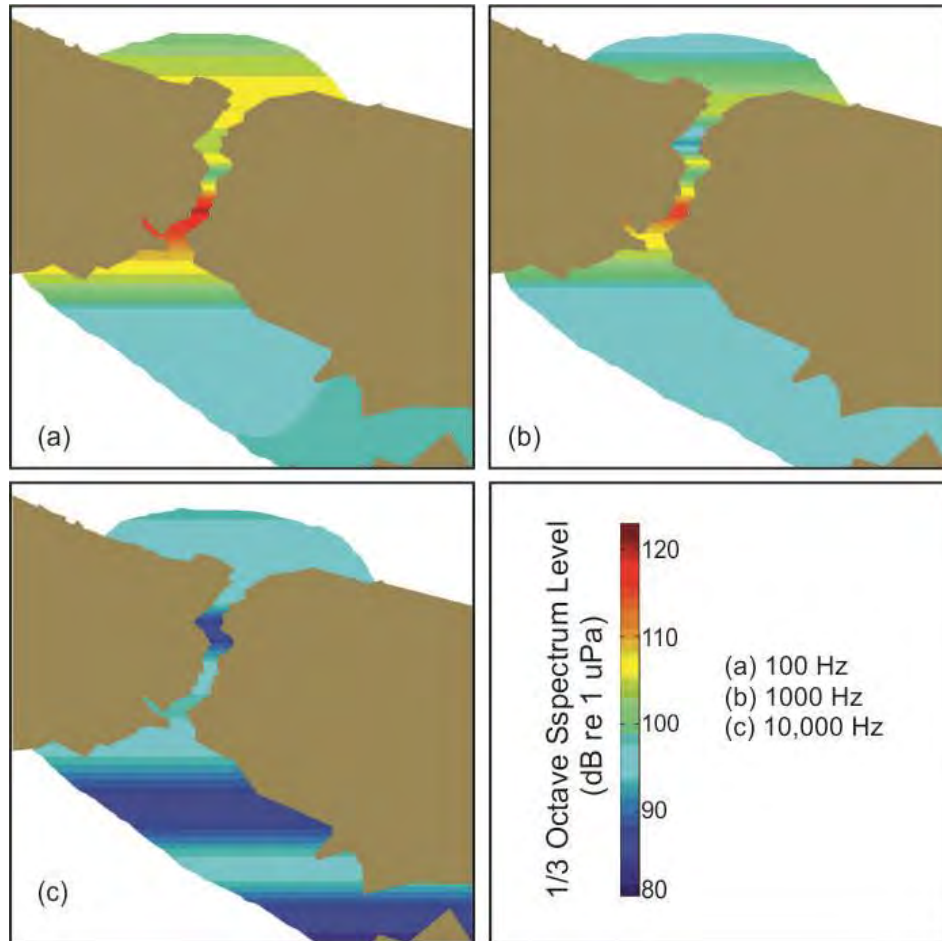 (a)
(b)
(c)
1/3 Octave Sspectrum Level
(dB re 1 uPa)
120
110
100
90
80
(a) 100 Hz
(b) 1000 Hz
(c) 10,000 Hz